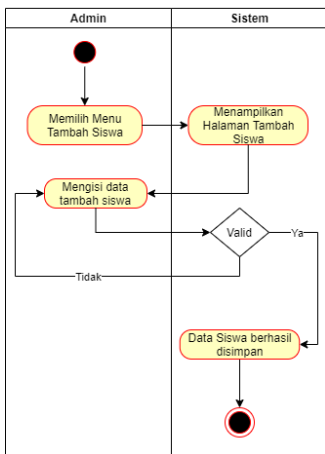 Admin
Sistem
Memilih Menu
Tambah Siswa
Menampilkan
Halaman Tambah
Siswa
Mengisi data
tambah siswa
Valid
Ya
Tidak
Data Siswa berhasil
disimpan